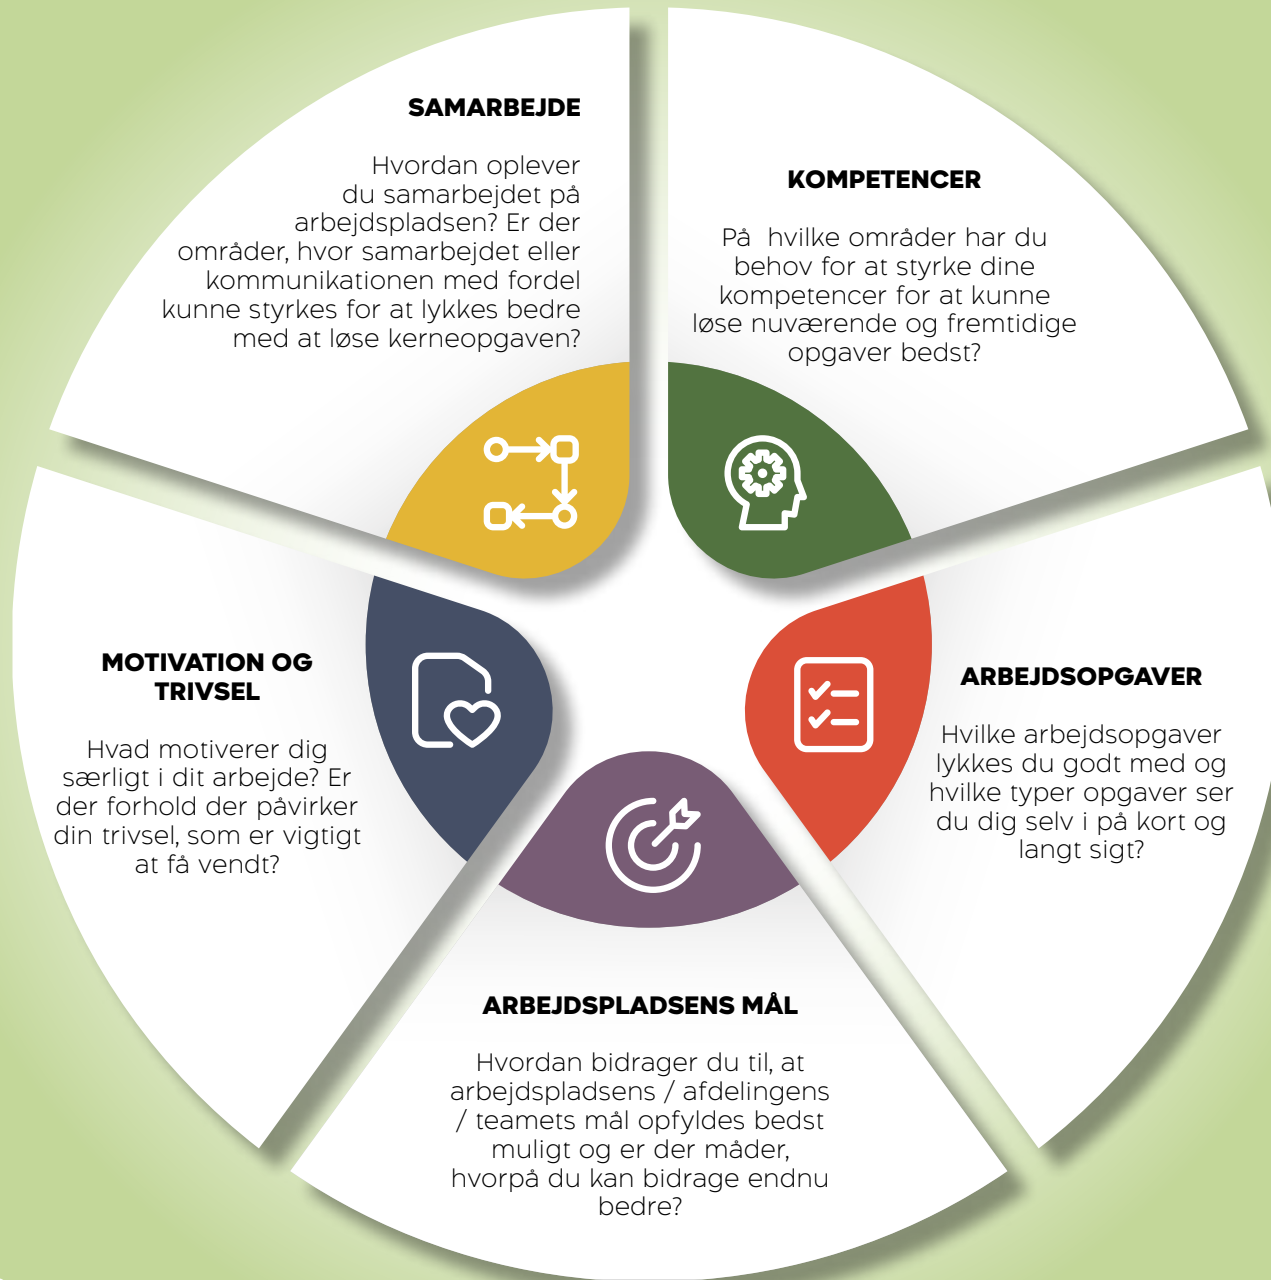 SAMARBEJDE
Hvordan oplever
du samarbejdet på
arbejdspladsen? Er der
områder, hvor samarbejdet eller
kommunikationen med fordel
kunne styrkes for at lykkes bedre
med at løse kerneopgaven?
KOMPETENCER
På hvilke områder har du
behov for at styrke dine
kompetencer for at kunne
løse nuværende og fremtidige
opgaver bedst?
MOTIVATION OG
TRIVSEL
Hvad motiverer dig
særligt i dit arbejde? Er
der forhold der påvirker
din trivsel, som er vigtigt
at få vendt?
ARBEJDSOPGAVER
Hvilke arbejdsopgaver
lykkes du godt med og
hvilke typer opgaver ser
du dig selv i på kort og
langt sigt?
ARBEJDSPLADSENS MÅL
Hvordan bidrager du til, at
arbejdspladsens / afdelingens
/ teamets mål opfyldes bedst
muligt og er der måder,
hvorpå du kan bidrage endnu
bedre?